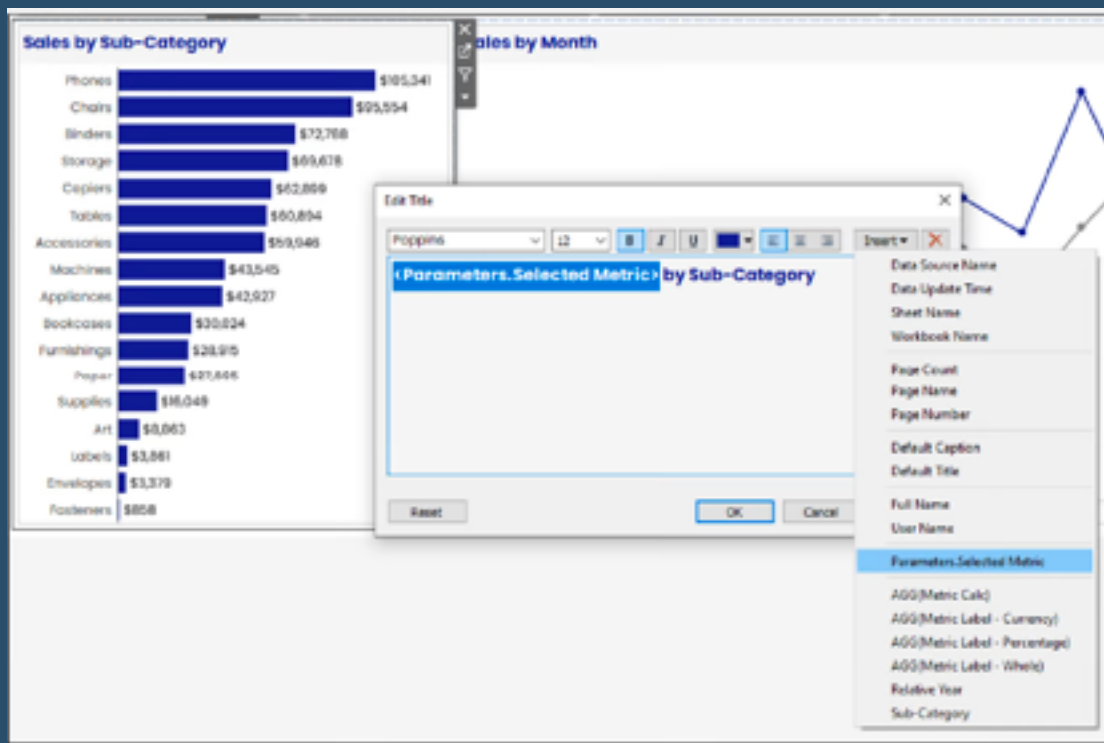 Sales by Sub-Category
ales by Month
Phones $105,341
Chairs $95,554
Binders $72,788
Storage $69,678
Copiers $62,899
Tables $60,894
Accessories $59,946
Machines $43,545
Appliances $42,927
Bookcases $30,024
Furnishings $28,915
Paper
Supplies $16,049
Art $8,863
Labels $3,861
Envelopes $3,379
Fasteners $858
Edit Title
Poppins 12 B I U Insert
<Parameters.Selected Metric> by Sub-Category
Reset OK Cancel
Data Source Name
Data Update Time
Sheet Name
Workbook Name
Page Count
Page Name
Page Number
Default Caption
Default Title
Full Name
User Name
Parameters.Selected Metric
AGG(Metric Calc)
AGG(Metric Label - Currency)
AGG(Metric Label - Percentage)
AGG(Metric Label - Whole)
Relative Year
Sub-Category